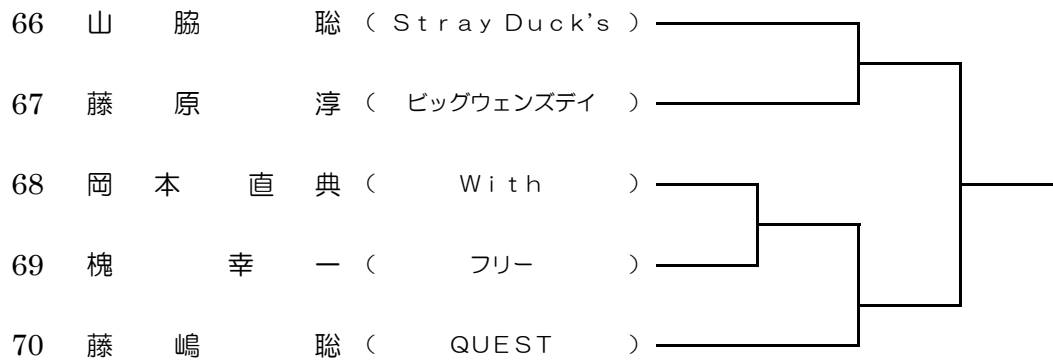 66 山脇 聡 (Stray Duck's)
67 藤原 淳 (ビッグウェンズデイ)
68 岡本 直典 (With)
69 槐 幸一 (フリー)
70 藤嶋 聡 (QUEST)